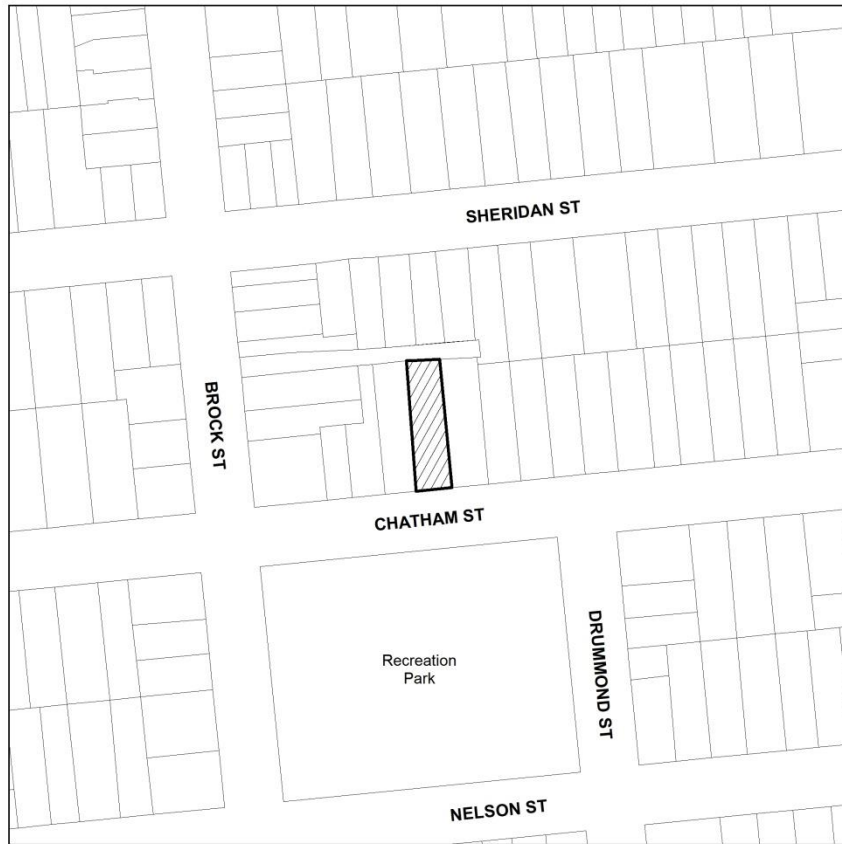 SHERIDAN ST
BROCK ST
CHATHAM ST
DRUMMOND ST
Recreation
Park
NELSON ST